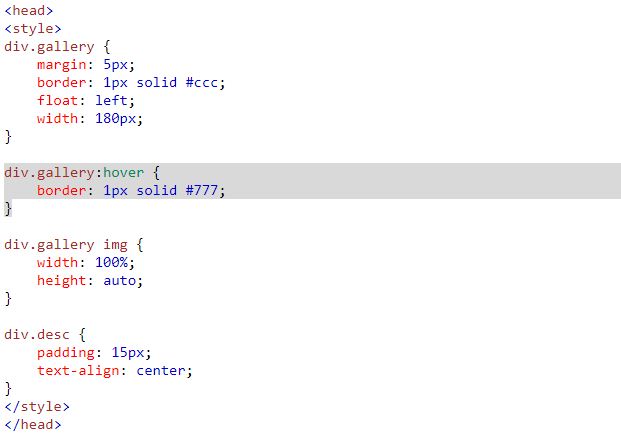 <head>
<style>
div.gallery {
    margin: 5px;
    border: 1px solid #ccc;
    float: left;
    width: 180px;
}

div.gallery:hover {
    border: 1px solid #777;
}

div.gallery img {
    width: 100%;
    height: auto;
}

div.desc {
    padding: 15px;
    text-align: center;
}
</style>
</head>